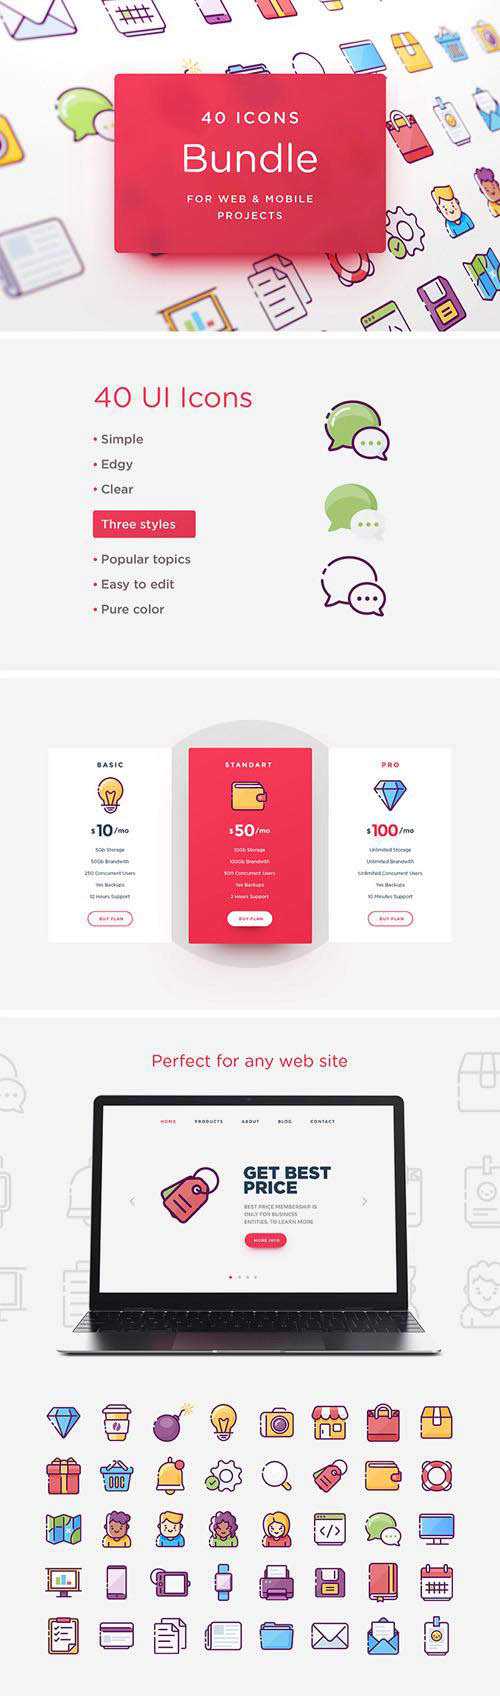 40 ICONS
Bundle
FOR WEB & MOBILE
PROJECTS
40 UI Icons
• Simple
• Edgy
• Clear
Three styles
• Popular topics
• Easy to edit
• Pure color
BASIC
$10/mo
5Gb Storage
50Gb Brandwith
250 Concurent Users
Yes Backups
12 Hours Support
BUY PLAN
STANDART
$50/mo
10Gb Storage
100Gb Brandwith
500 Concurent Users
Yes Backups
2 Hours Support
BUY PLAN
PRO
$100/mo
Unlimited Storage
Unlimited Brandwith
Unlimited Concurent Users
Yes Backups
10 Minutes Support
BUY PLAN
Perfect for any web site
HOME PRODUCTS ABOUT BLOG CONTACT
GET BEST
PRICE
BEST PRICE MEMBERSHIP IS
ONLY FOR BUSINESS
ENTITIES, TO LEARN MORE
MORE INFO